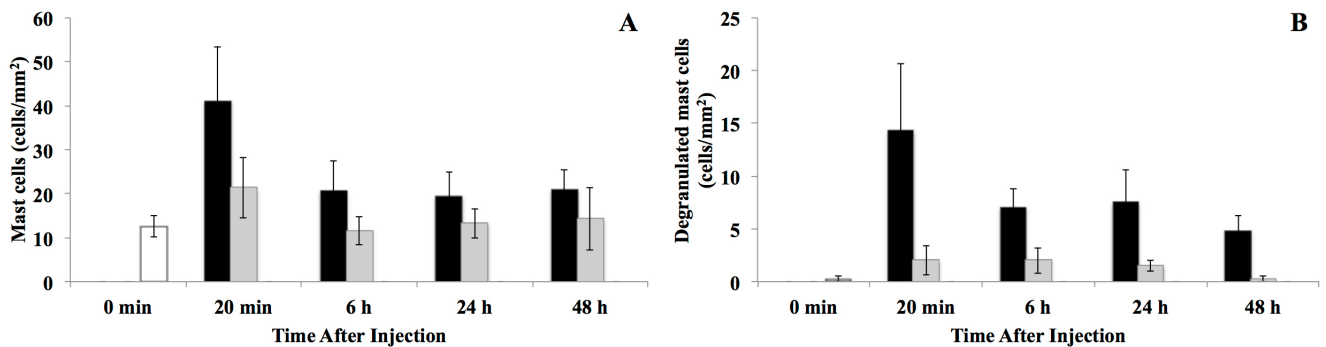 A
Mast cells (cells/mm²)
60
50
40
30
20
10
0
0 min 20 min 6 h 24 h 48 h
Time After Injection
B
Degranulated mast cells
(cells/mm²)
25
20
15
10
5
0
0 min 20 min 6 h 24 h 48 h
Time After Injection